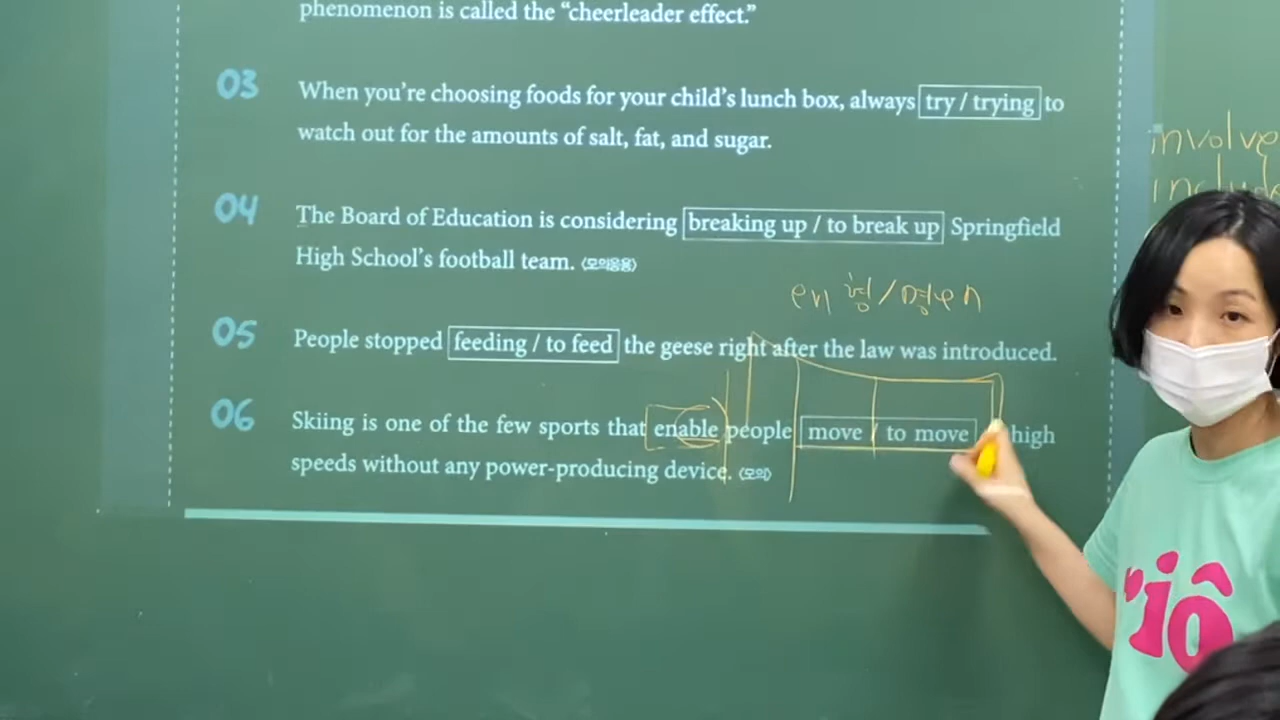 phenomenon is called the “cheerleader effect.”
03 When you’re choosing foods for your child’s lunch box, always try / trying to
watch out for the amounts of salt, fat, and sugar.
involve
include
04 The Board of Education is considering breaking up / to break up Springfield
High School’s football team. (모의응용)
05 People stopped feeding / to feed the geese right after the law was introduced.
06 Skiing is one of the few sports that enable people move / to move high
speeds without any power-producing device. (모의)
iô